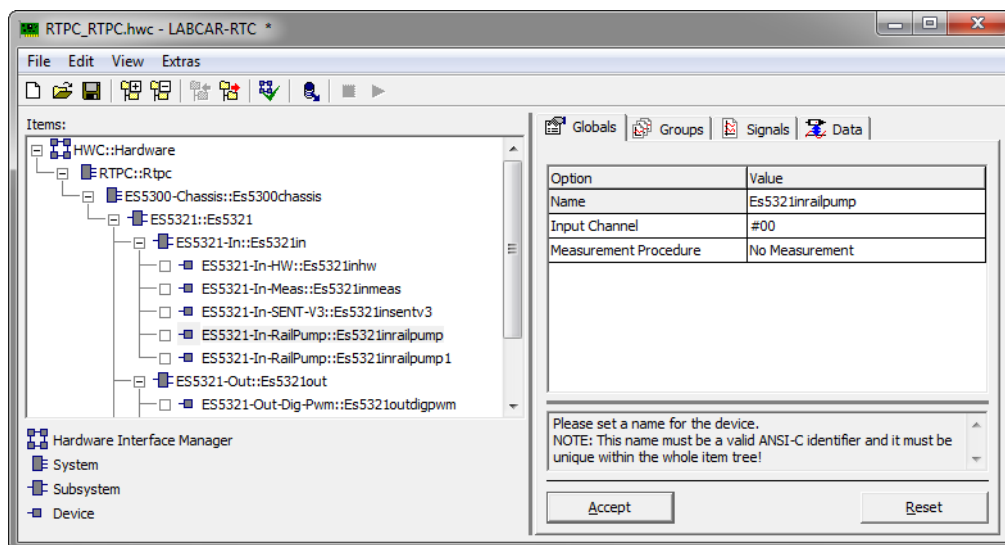 RTPC_RTPC.hwc - LABCAR-RTC *
File Edit View Extras
Items:
HWC::Hardware
RTPC::Rtpc
ES5300-Chassis::Es5300chassis
ES5321::Es5321
ES5321-In::Es5321in
ES5321-In-HW::Es5321inhw
ES5321-In-Meas::Es5321inmeas
ES5321-In-SENT-V3::Es5321insentv3
ES5321-In-RailPump::Es5321inrailpump
ES5321-In-RailPump::Es5321inrailpump1
ES5321-Out::Es5321out
ES5321-Out-Dig-Pwm::Es5321outdigpwm
Hardware Interface Manager
System
Subsystem
Device
Globals Groups Signals Data
Option Value
Name Es5321inrailpump
Input Channel #00
Measurement Procedure No Measurement
Please set a name for the device.
NOTE: This name must be a valid ANSI-C identifier and it must be
unique within the whole item tree!
Accept Reset